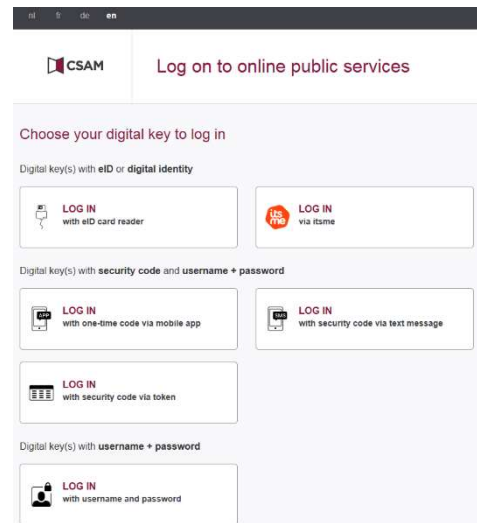 nl fr de en
CSAM
Log on to online public services
Choose your digital key to log in
Digital key(s) with eID or digital identity
LOG IN
with eID card reader
its
me
LOG IN
via itsme
Digital key(s) with security code and username + password
APP
LOG IN
with one-time code via mobile app
SMS
LOG IN
with security code via text message
LOG IN
with security code via token
Digital key(s) with username + password
LOG IN
with username and password